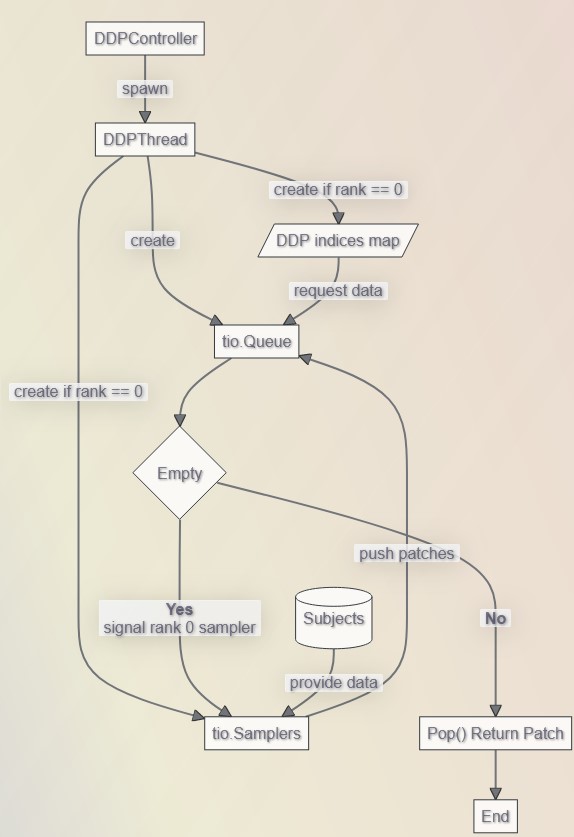 DDPController
spawn
DDPThread
create if rank == 0
create
DDP indices map
request data
tio.Queue
create if rank == 0
Empty
push patches
Yes
signal rank 0 sampler
Subjects
No
provide data
tio.Samplers
Pop() Return Patch
End